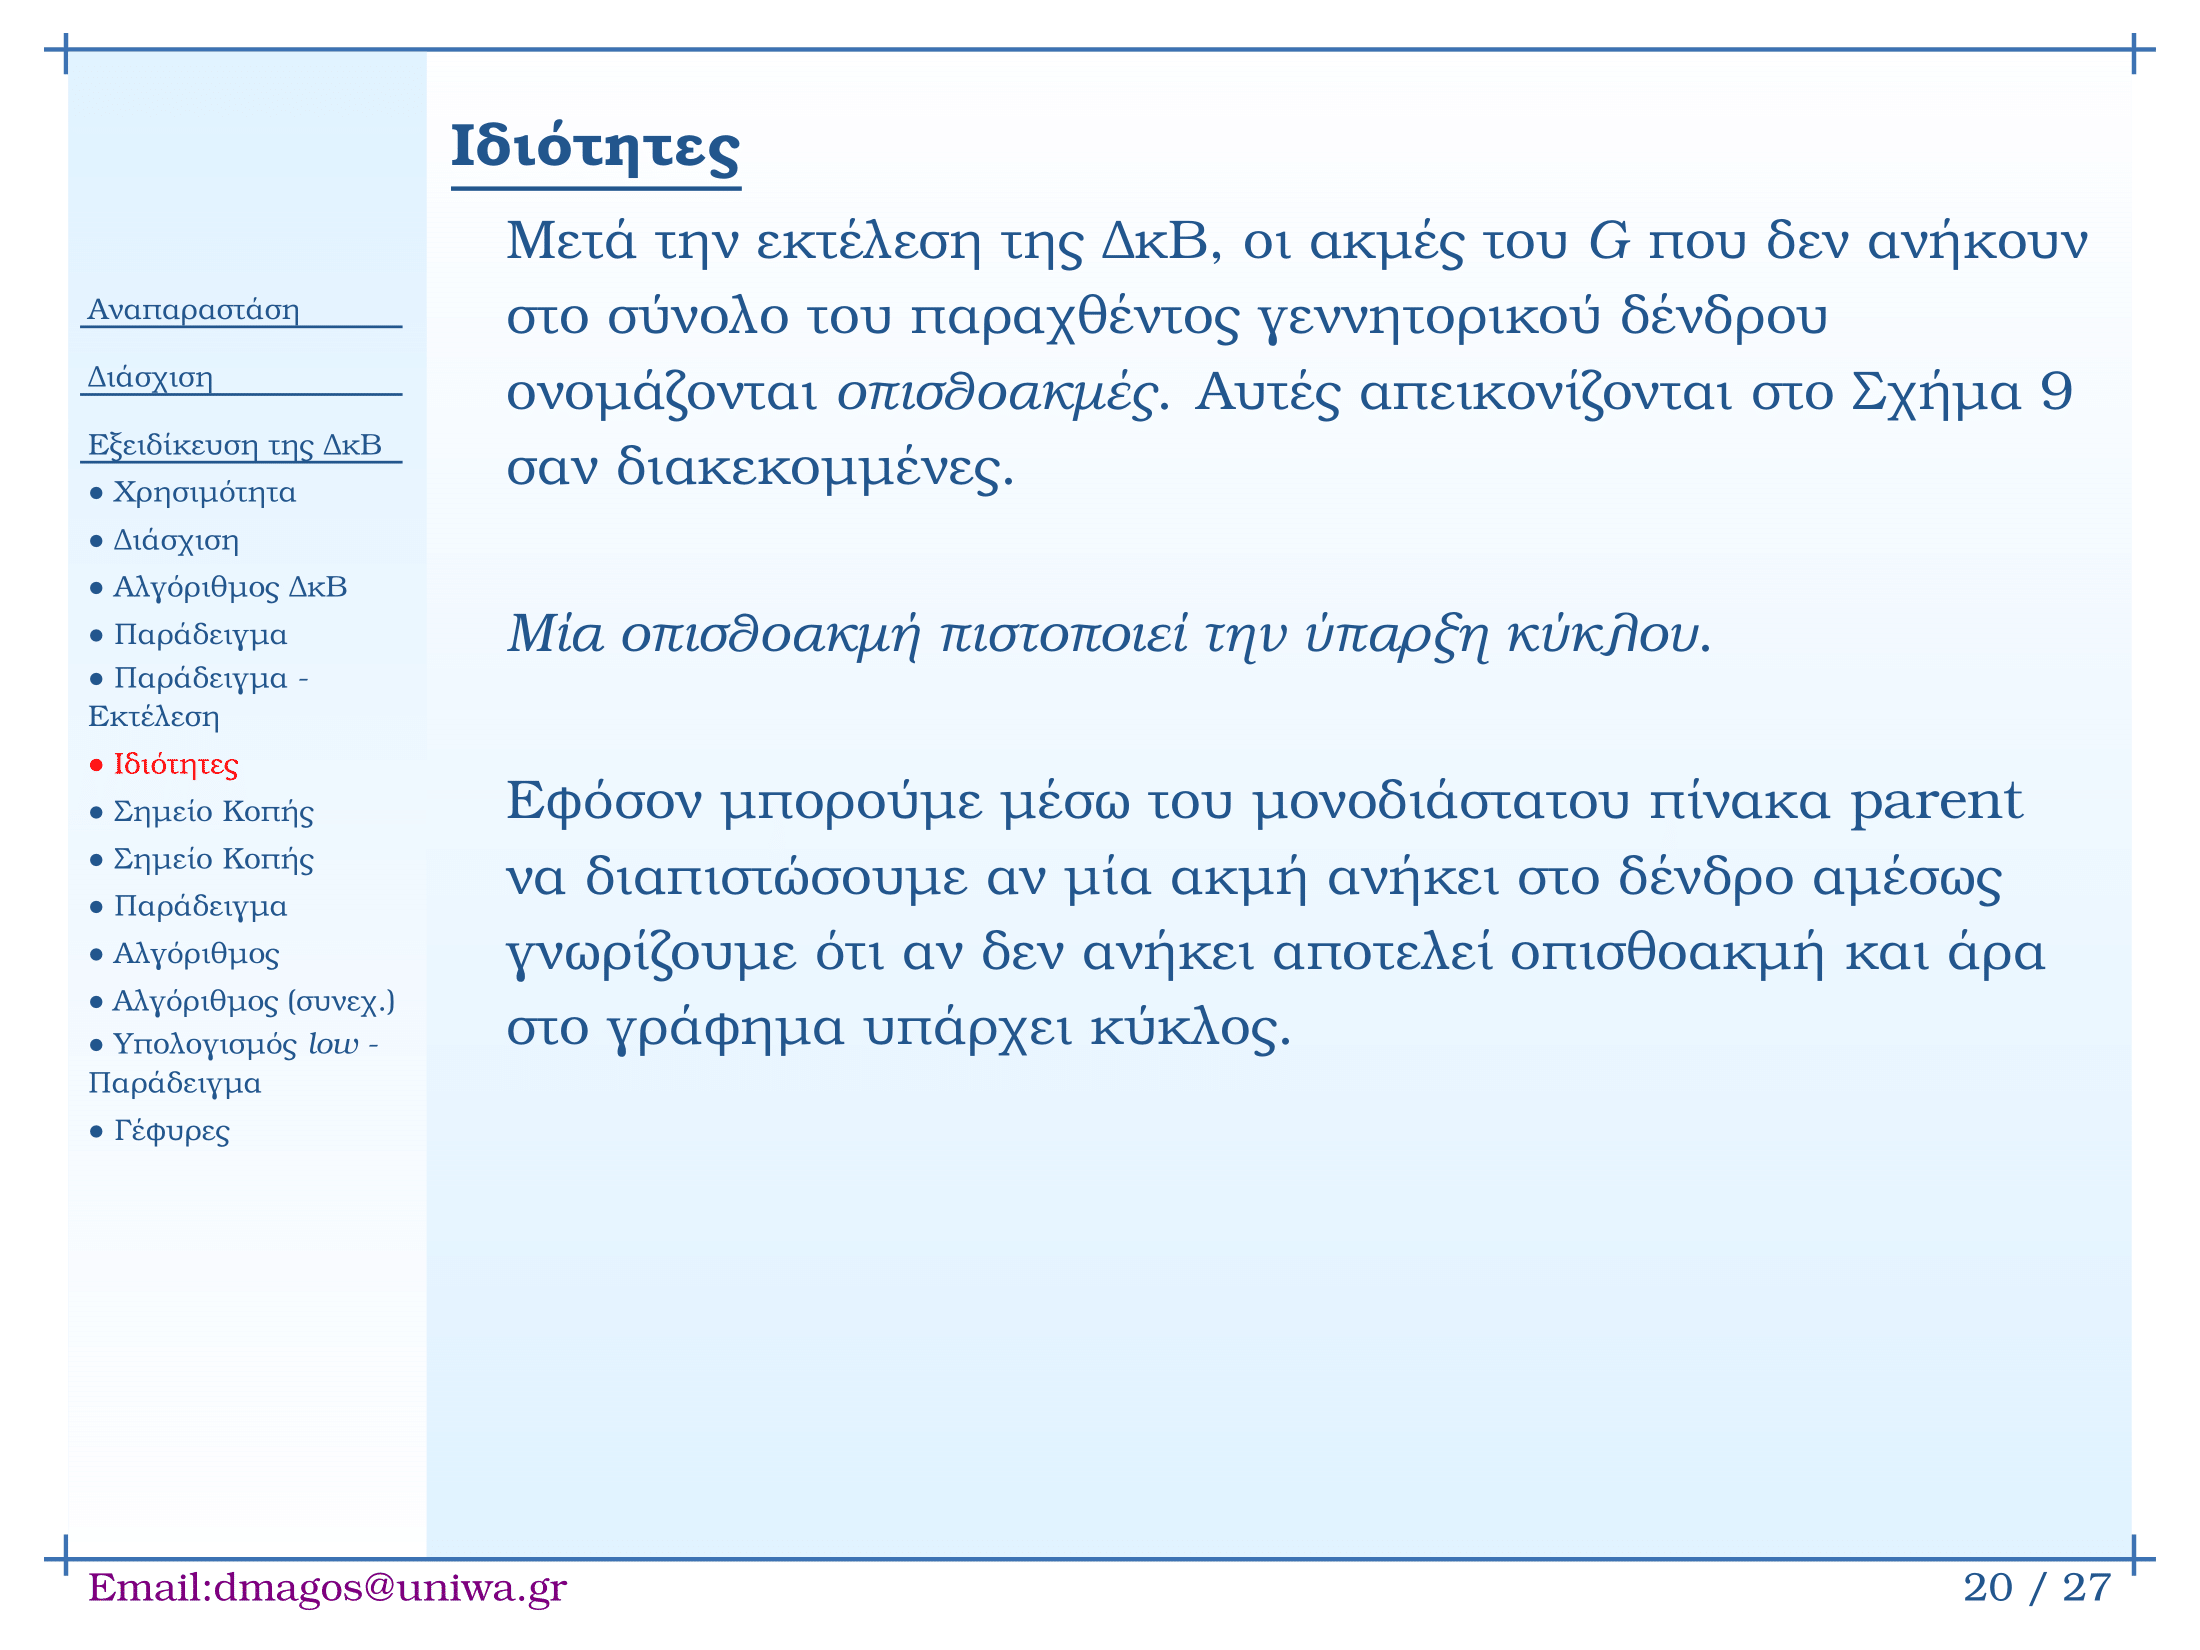 Αναπαραστάση
Διάσχιση
Εξειδίκευση της ΔκΒ
● Χρησιμότητα
● Διάσχιση
● Αλγόριθμος ΔκΒ
● Παράδειγμα
● Παράδειγμα -
Εκτέλεση
● Ιδιότητες
● Σημείο Κοπής
● Σημείο Κοπής
● Παράδειγμα
● Αλγόριθμος
● Αλγόριθμος (συνεχ.)
● Υπολογισμός low -
Παράδειγμα
● Γέφυρες
Ιδιότητες
Μετά την εκτέλεση της ΔκΒ, οι ακμές του G που δεν ανήκουν
στο σύνολο του παραχθέντος γεννητορικού δένδρου
ονομάζονται οπισθοακμές. Αυτές απεικονίζονται στο Σχήμα 9
σαν διακεκομμένες.
Μία οπισθοακμή πιστοποιεί την ύπαρξη κύκλου.
Εφόσον μπορούμε μέσω του μονοδιάστατου πίνακα parent
να διαπιστώσουμε αν μία ακμή ανήκει στο δένδρο αμέσως
γνωρίζουμε ότι αν δεν ανήκει αποτελεί οπισθοακμή και άρα
στο γράφημα υπάρχει κύκλος.
Email:dmagos@uniwa.gr
20 / 27